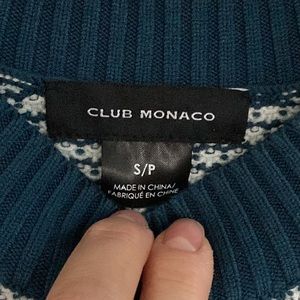 CLUB MONACO
S/P
MADE IN CHINA/
FABRIQUÉ EN CHINE